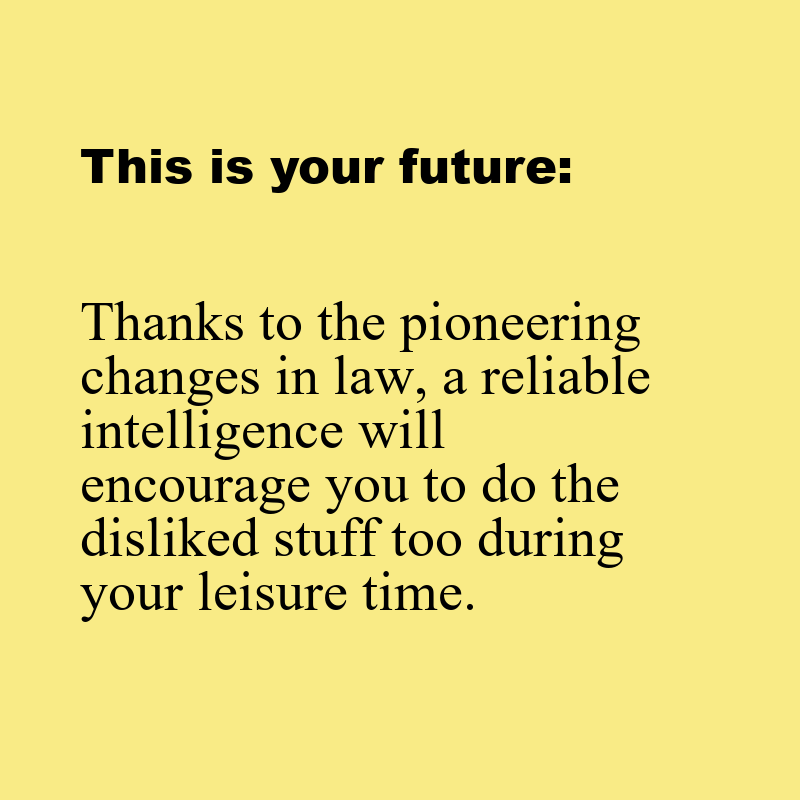 This is your future:
Thanks to the pioneering
changes in law, a reliable
intelligence will
encourage you to do the
disliked stuff too during
your leisure time.